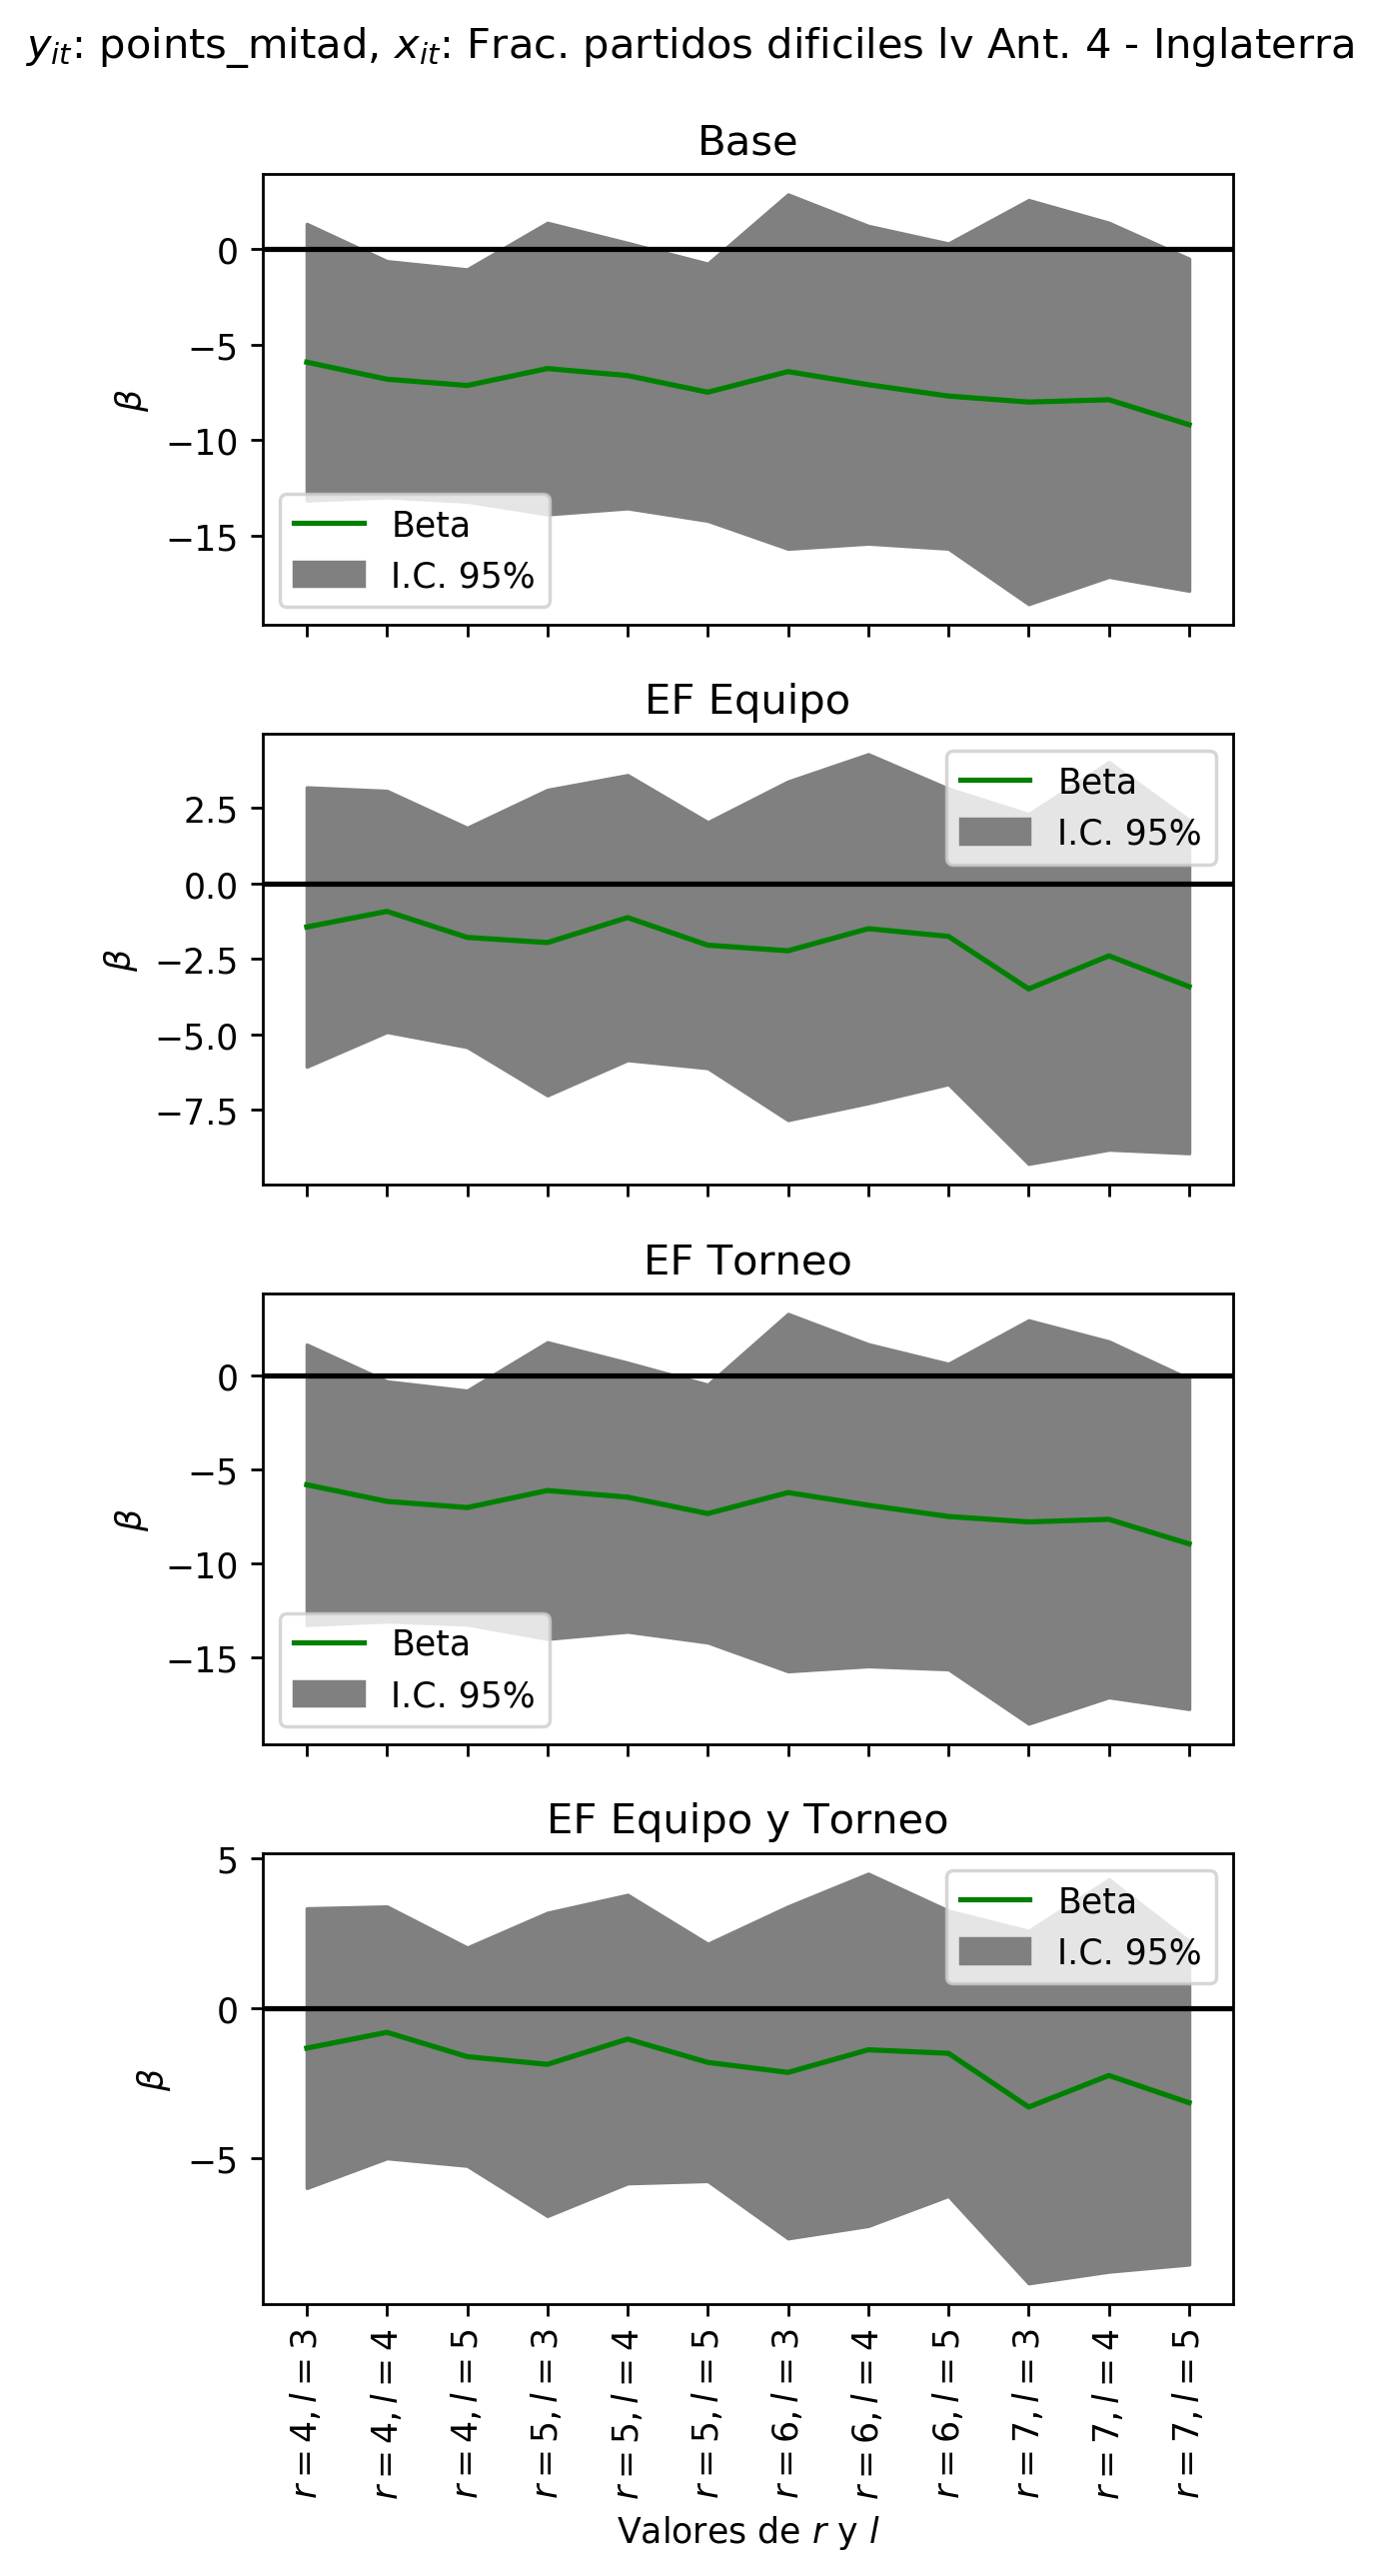 y_it: points_mitad, x_it: Frac. partidos dificiles lv Ant. 4 - Inglaterra
Base
0
−5
−10
−15
β
Beta
I.C. 95%
EF Equipo
2.5
0.0
−2.5
−5.0
−7.5
β
Beta
I.C. 95%
EF Torneo
0
−5
−10
−15
β
Beta
I.C. 95%
EF Equipo y Torneo
5
0
−5
β
Beta
I.C. 95%
r = 4, l = 3
r = 4, l = 4
r = 4, l = 5
r = 5, l = 3
r = 5, l = 4
r = 5, l = 5
r = 6, l = 3
r = 6, l = 4
r = 6, l = 5
r = 7, l = 3
r = 7, l = 4
r = 7, l = 5
Valores de r y l